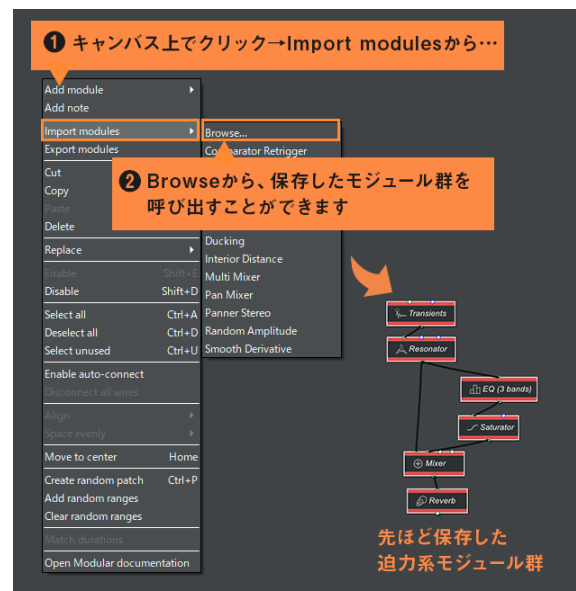 ❶ キャンバス上でクリック→Import modulesから…
Add module
Add note
Import modules
Export modules
Cut
Copy
Paste
Delete
Replace
Enable Shift+E
Disable Shift+D
Select all Ctrl+A
Deselect all Ctrl+D
Select unused Ctrl+U
Enable auto-connect
Disconnect all wires
Align
Space evenly
Move to center Home
Create random patch Ctrl+P
Add random ranges
Clear random ranges
Match durations
Open Modular documentation
Browse...
Comparator Retrigger
❷ Browseから、保存したモジュール群を
呼び出すことができます
Ducking
Interior Distance
Multi Mixer
Pan Mixer
Panner Stereo
Random Amplitude
Smooth Derivative
Transients
Resonator
EQ (3 bands)
Saturator
Mixer
Reverb
先ほど保存した
迫力系モジュール群